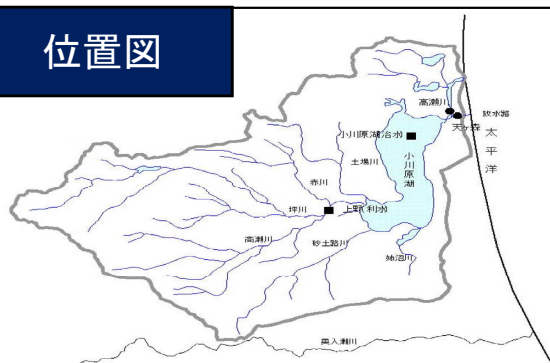 位置図
高瀬川
放水路
天ヶ森
太平洋
小川原湖治水
小川原湖
土場川
赤川
坪川
上野(利水)
高瀬川
砂土路川
姉沼川
奥入瀬川